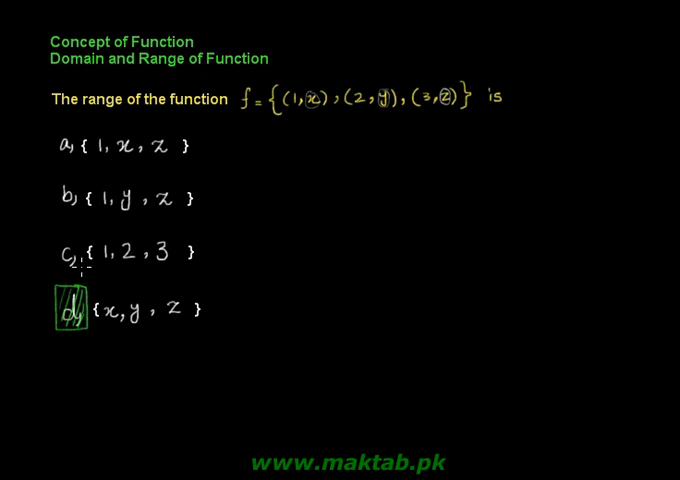 Concept of Function
Domain and Range of Function
The range of the function f = { (1, x) , (2, y) , (3, z) } is
a, { 1, x , z }
b, { 1, y , z }
c, { 1, 2 , 3 }
d, { x, y , z }
www.maktab.pk